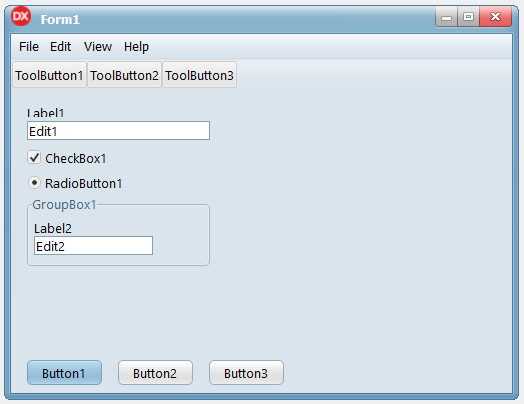 DX Form1
File Edit View Help
ToolButton1 ToolButton2 ToolButton3
Label1
Edit1
CheckBox1
RadioButton1
GroupBox1
Label2
Edit2
Button1 Button2 Button3